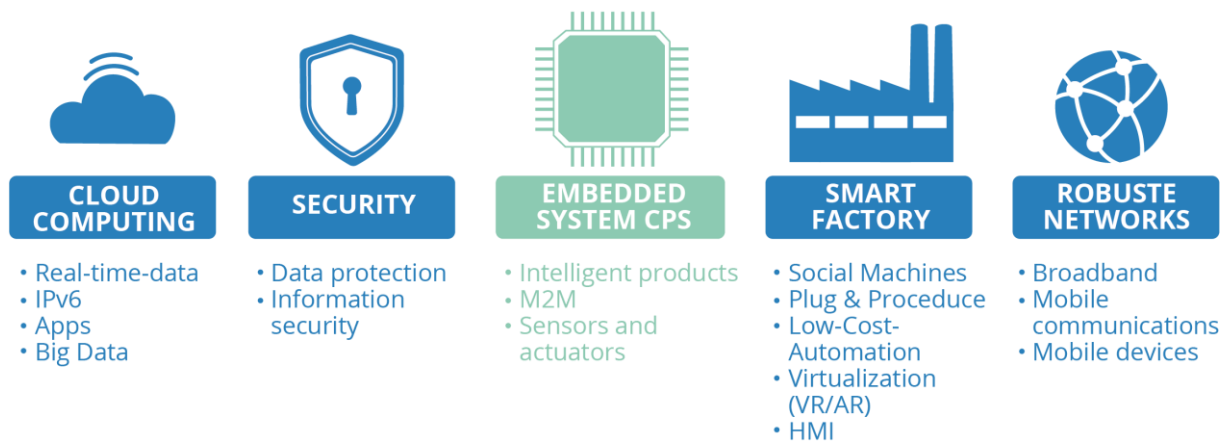 CLOUD
COMPUTING
• Real-time-data
• IPv6
• Apps
• Big Data
SECURITY
• Data protection
• Information
security
EMBEDDED
SYSTEM CPS
• Intelligent products
• M2M
• Sensors and
actuators
SMART
FACTORY
• Social Machines
• Plug & Proceduce
• Low-Cost-
Automation
• Virtualization
(VR/AR)
• HMI
ROBUSTE
NETWORKS
• Broadband
• Mobile
communications
• Mobile devices